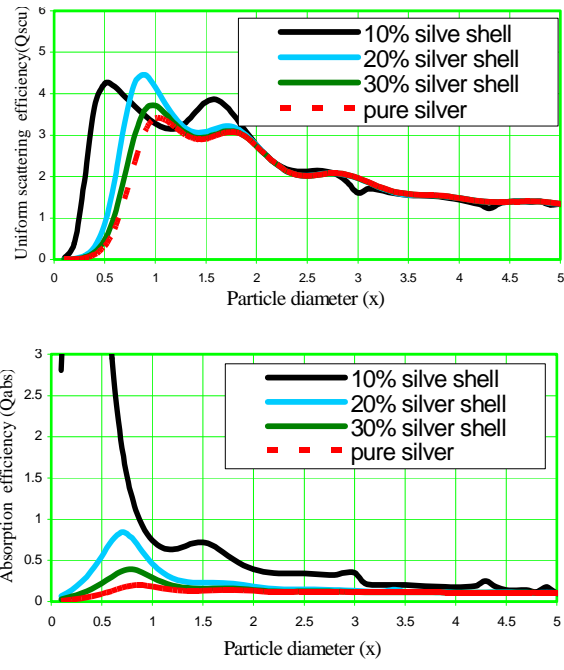 6
5
4
3
2
1
0
Uniform scattering efficiency(Qscu)
10% silve shell
20% silver shell
30% silver shell
pure silver
0 0.5 1 1.5 2 2.5 3 3.5 4 4.5 5
Particle diameter (x)
3
2.5
2
1.5
1
0.5
0
Absorption efficiency (Qabs)
10% silve shell
20% silver shell
30% silver shell
pure silver
0 0.5 1 1.5 2 2.5 3 3.5 4 4.5 5
Particle diameter (x)